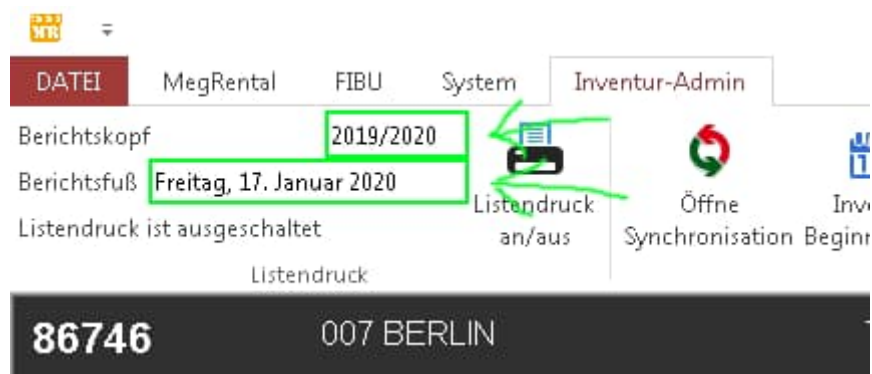 DATEI MegRental FIBU System Inventur-Admin
Berichtskopf 2019/2020
Berichtsfuß Freitag, 17. Januar 2020
Listendruck ist ausgeschaltet
Listendruck
an/aus
Öffne
Synchronisation
Listendruck
86746 007 BERLIN